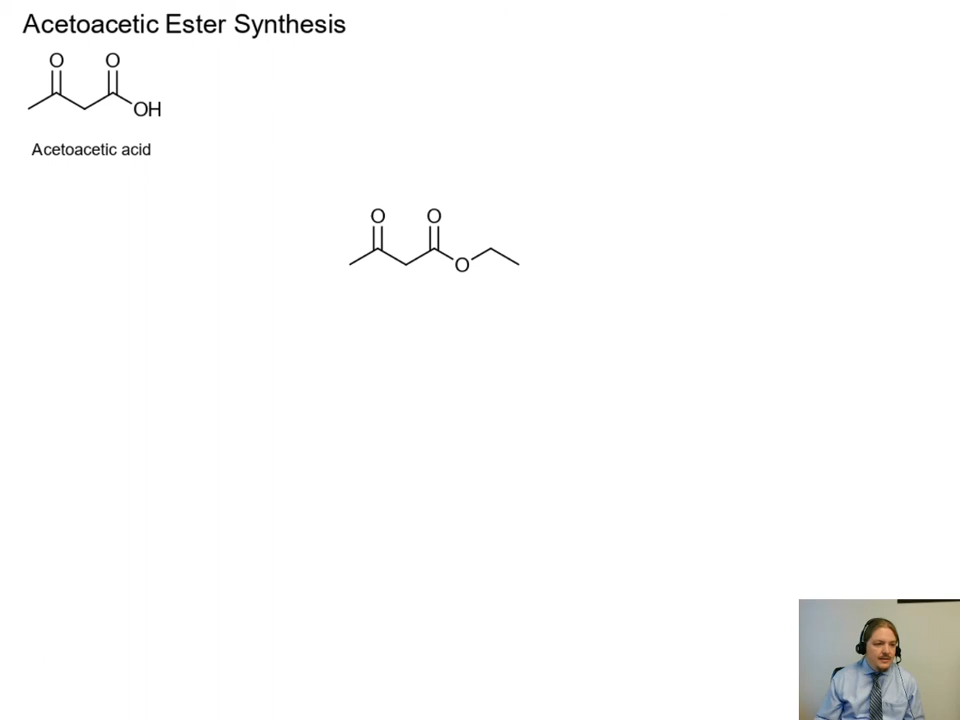 Acetoacetic Ester Synthesis
O O
OH
Acetoacetic acid
O O
O